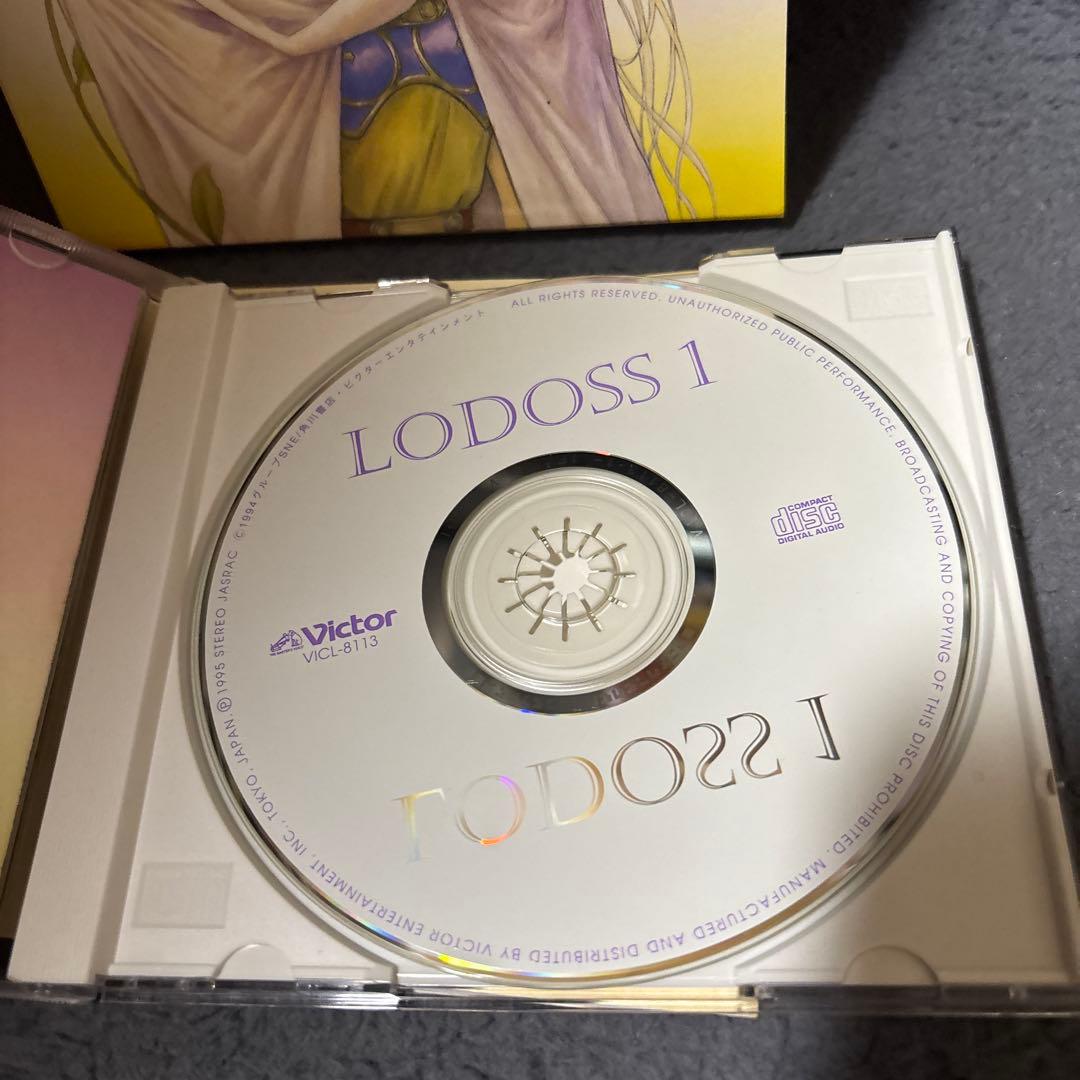 LODOSS 1
COMPACT
disc
DIGITAL AUDIO
Victor
VICL-8113
LODOSS 1
ALL RIGHTS RESERVED. UNAUTHORIZED PUBLIC PERFORMANCE, BROADCASTING AND COPYING OF THIS DISC PROHIBITED. MANUFACTURED AND DISTRIBUTED BY VICTOR ENTERTAINMENT, INC., TOKYO, JAPAN. Ⓟ1995 STEREO JASRAC ©1994グループSNE/角川書店・ビクターエンタテインメント